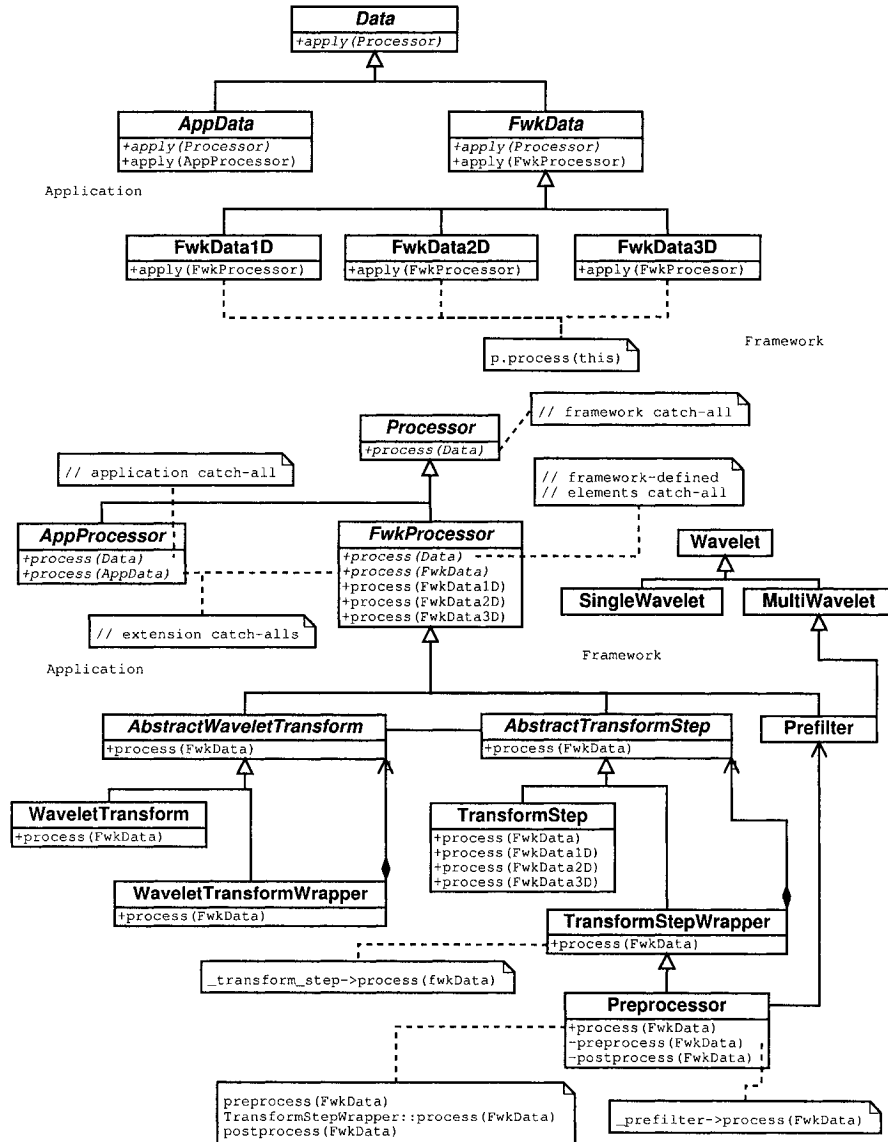 Data
+apply(Processor)
AppData
+apply(Processor)
+apply(AppProcessor)
FwkData
+apply(Processor)
+apply(FwkProcessor)
Application
FwkData1D
+apply(FwkProcessor)
FwkData2D
+apply(FwkProcessor)
FwkData3D
+apply(FwkProcesor)
p.process(this)
Framework
Processor
+process(Data)
// framework catch-all
// application catch-all
// framework-defined
// elements catch-all
AppProcessor
+process(Data)
+process(AppData)
FwkProcessor
+process(Data)
+process(FwkData)
+process(FwkData1D)
+process(FwkData2D)
+process(FwkData3D)
Wavelet
SingleWavelet
MultiWavelet
// extension catch-alls
Application
Framework
AbstractWaveletTransform
+process(FwkData)
AbstractTransformStep
+process(FwkData)
Prefilter
WaveletTransform
+process(FwkData)
TransformStep
+process(FwkData)
+process(FwkData1D)
+process(FwkData2D)
+process(FwkData3D)
WaveletTransformWrapper
+process(FwkData)
TransformStepWrapper
+process(FwkData)
_transform_step->process(fwkData)
Preprocessor
+process(FwkData)
-preprocess(FwkData)
-postprocess(FwkData)
preprocess(FwkData)
TransformStepWrapper::process(FwkData)
postprocess(FwkData)
_prefilter->process(FwkData)